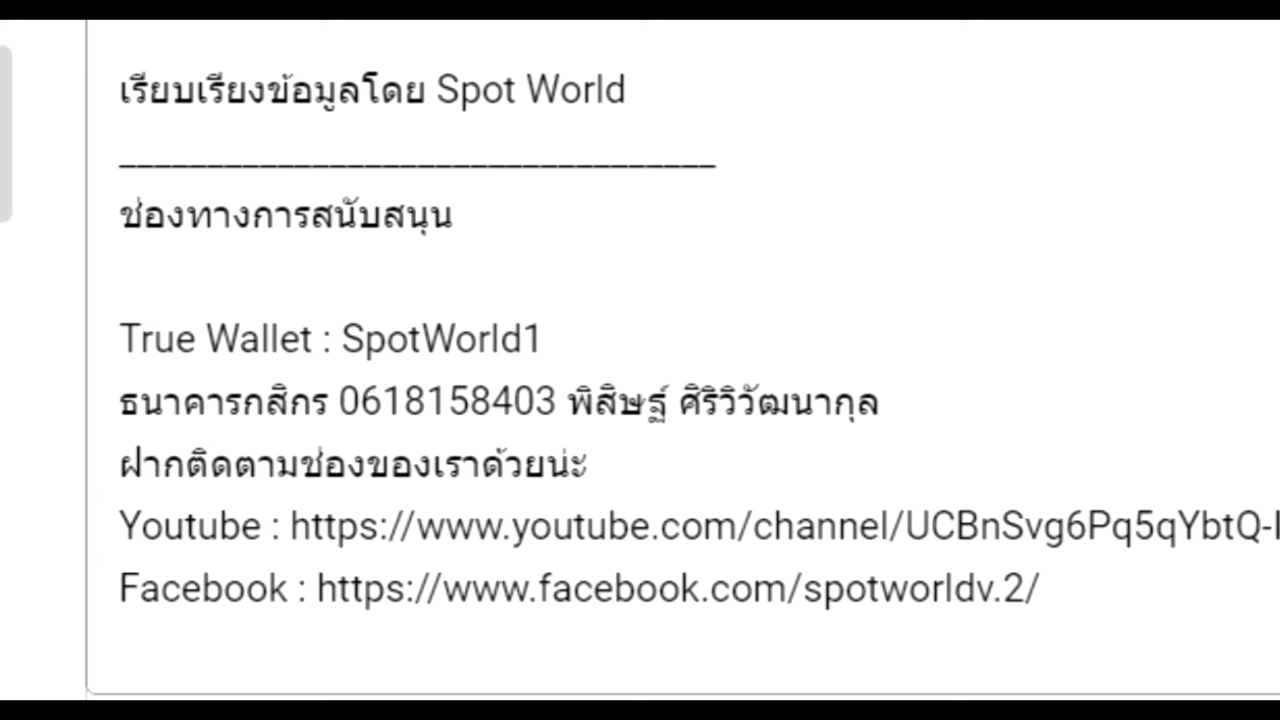 เรียบเรียงข้อมูลโดย Spot World
__________________________________
ช่องทางการสนับสนุน
True Wallet : SpotWorld1
ธนาคารกสิกร 0618158403 พิสิษฐ์ ศิริวิวัฒนากุล
ฝากติดตามช่องของเราด้วยน่ะ
Youtube : https://www.youtube.com/channel/UCBnSvg6Pq5qYbtQ-
Facebook : https://www.facebook.com/spotworldv.2/